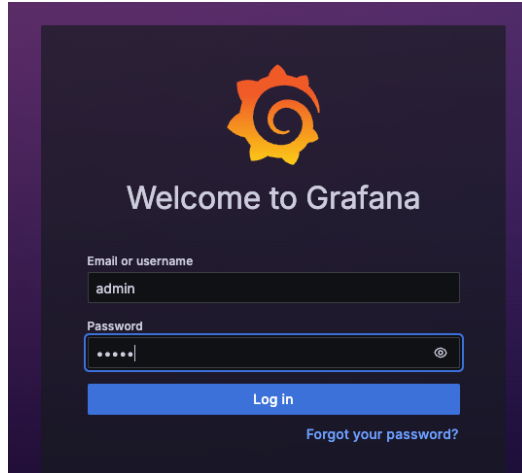 Welcome to Grafana
Email or username
admin
Password
•••••
Log in
Forgot your password?